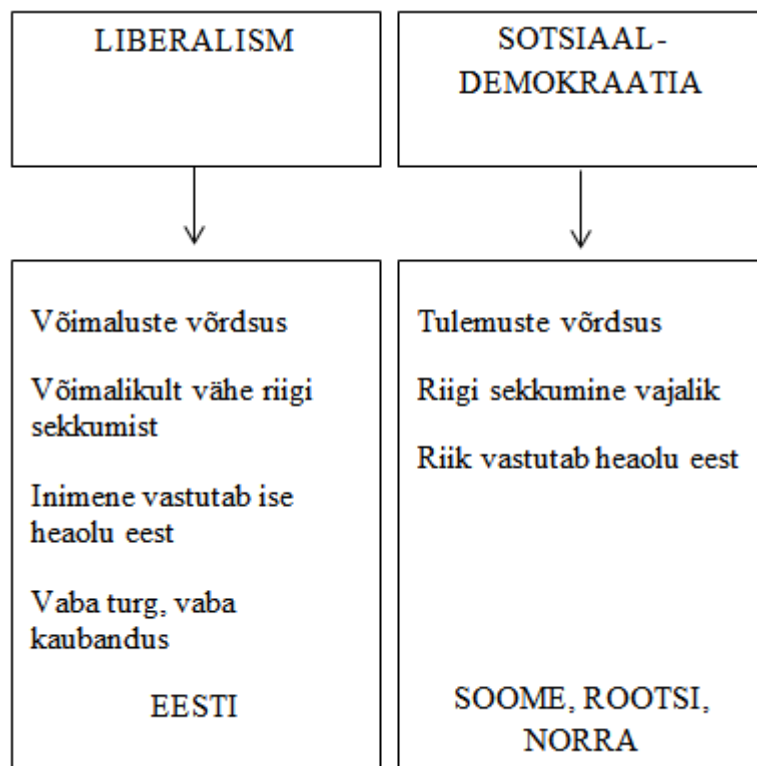 LIBERALISM
SOTSIAAL-
DEMOKRAATIA
Võimaluste võrdsus
Võimalikult vähe riigi
sekkumist
Inimene vastutab ise
heaolu eest
Vaba turg, vaba
kaubandus
EESTI
Tulemuste võrdsus
Riigi sekkumine vajalik
Riik vastutab heaolu eest
SOOME, ROOTSI,
NORRA